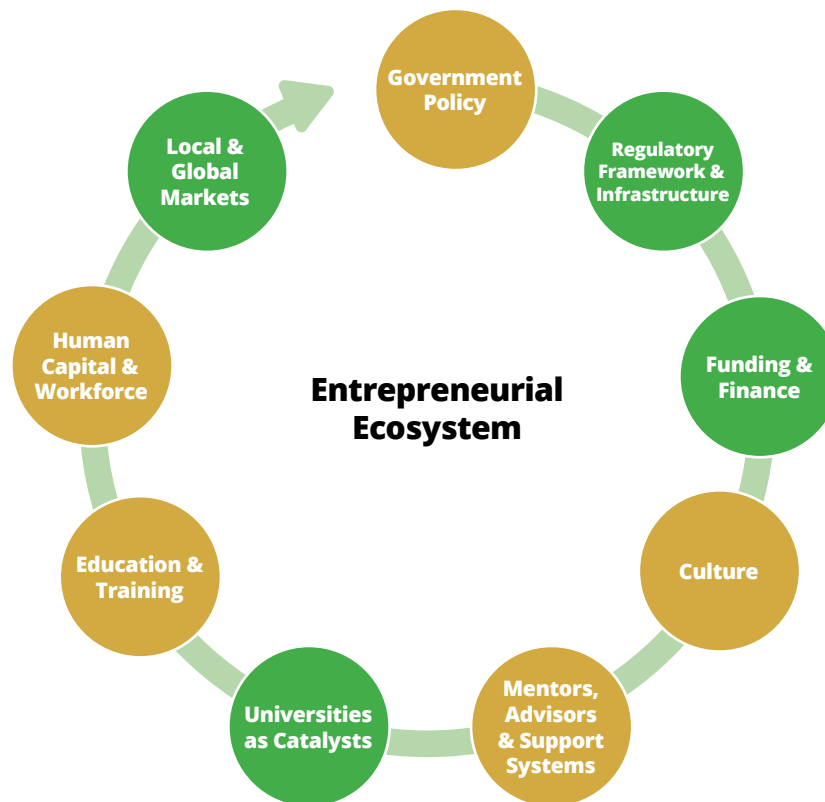 Government
Policy
Regulatory
Framework &
Infrastructure
Funding &
Finance
Culture
Mentors,
Advisors
& Support
Systems
Universities
as Catalysts
Education &
Training
Human
Capital &
Workforce
Local &
Global
Markets
Entrepreneurial
Ecosystem